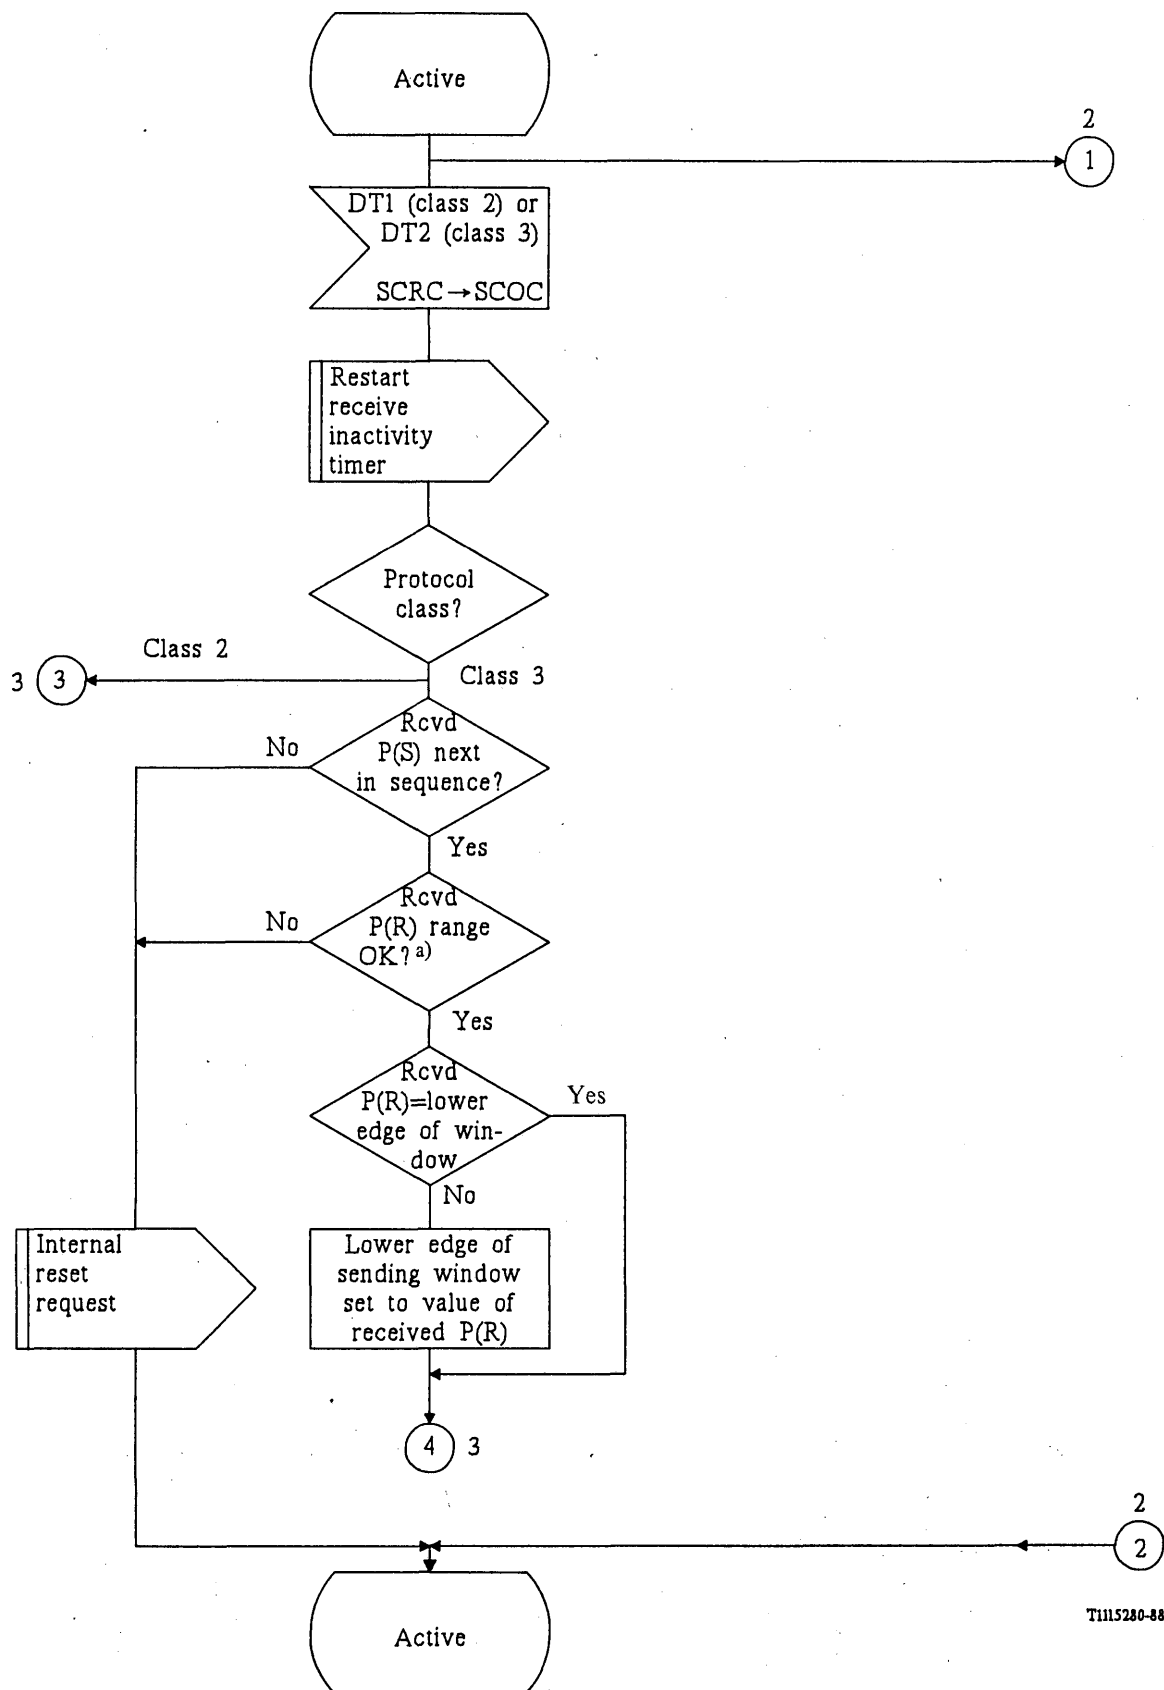 Active
2
1
DT1 (class 2) or
DT2 (class 3)
SCRC→SCOC
Restart
receive
inactivity
timer
Protocol
class?
Class 2
3
3
Class 3
Rcvd
P(S) next
in sequence?
No
Yes
Rcvd
P(R) range
OK? a)
No
Yes
Rcvd
P(R)=lower
edge of win-
dow
Yes
No
Internal
reset
request
Lower edge of
sending window
set to value of
received P(R)
4
3
2
2
Active
T1115280-88